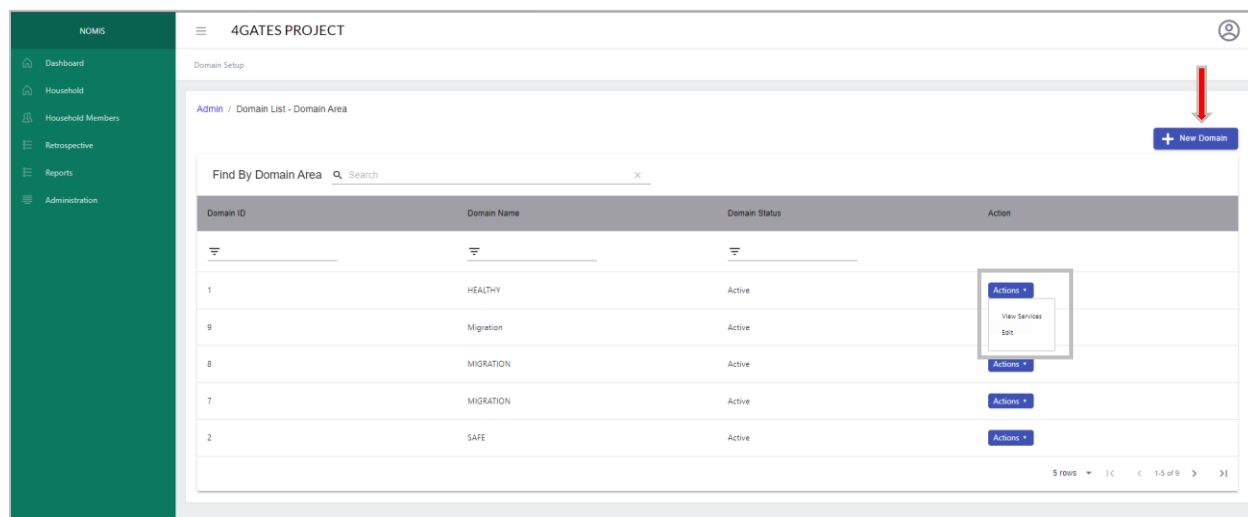 NOMIS
4GATES PROJECT
Dashboard
Household
Household Members
Retrospective
Reports
Administration
Domain Setup
Admin / Domain List - Domain Area
New Domain
Find By Domain Area Search
Domain ID Domain Name Domain Status Action
1 HEALTHY Active Actions
View Services
Edit
9 Migration Active
8 MIGRATION Active Actions
7 MIGRATION Active Actions
2 SAFE Active Actions
5 rows 1-5 of 9